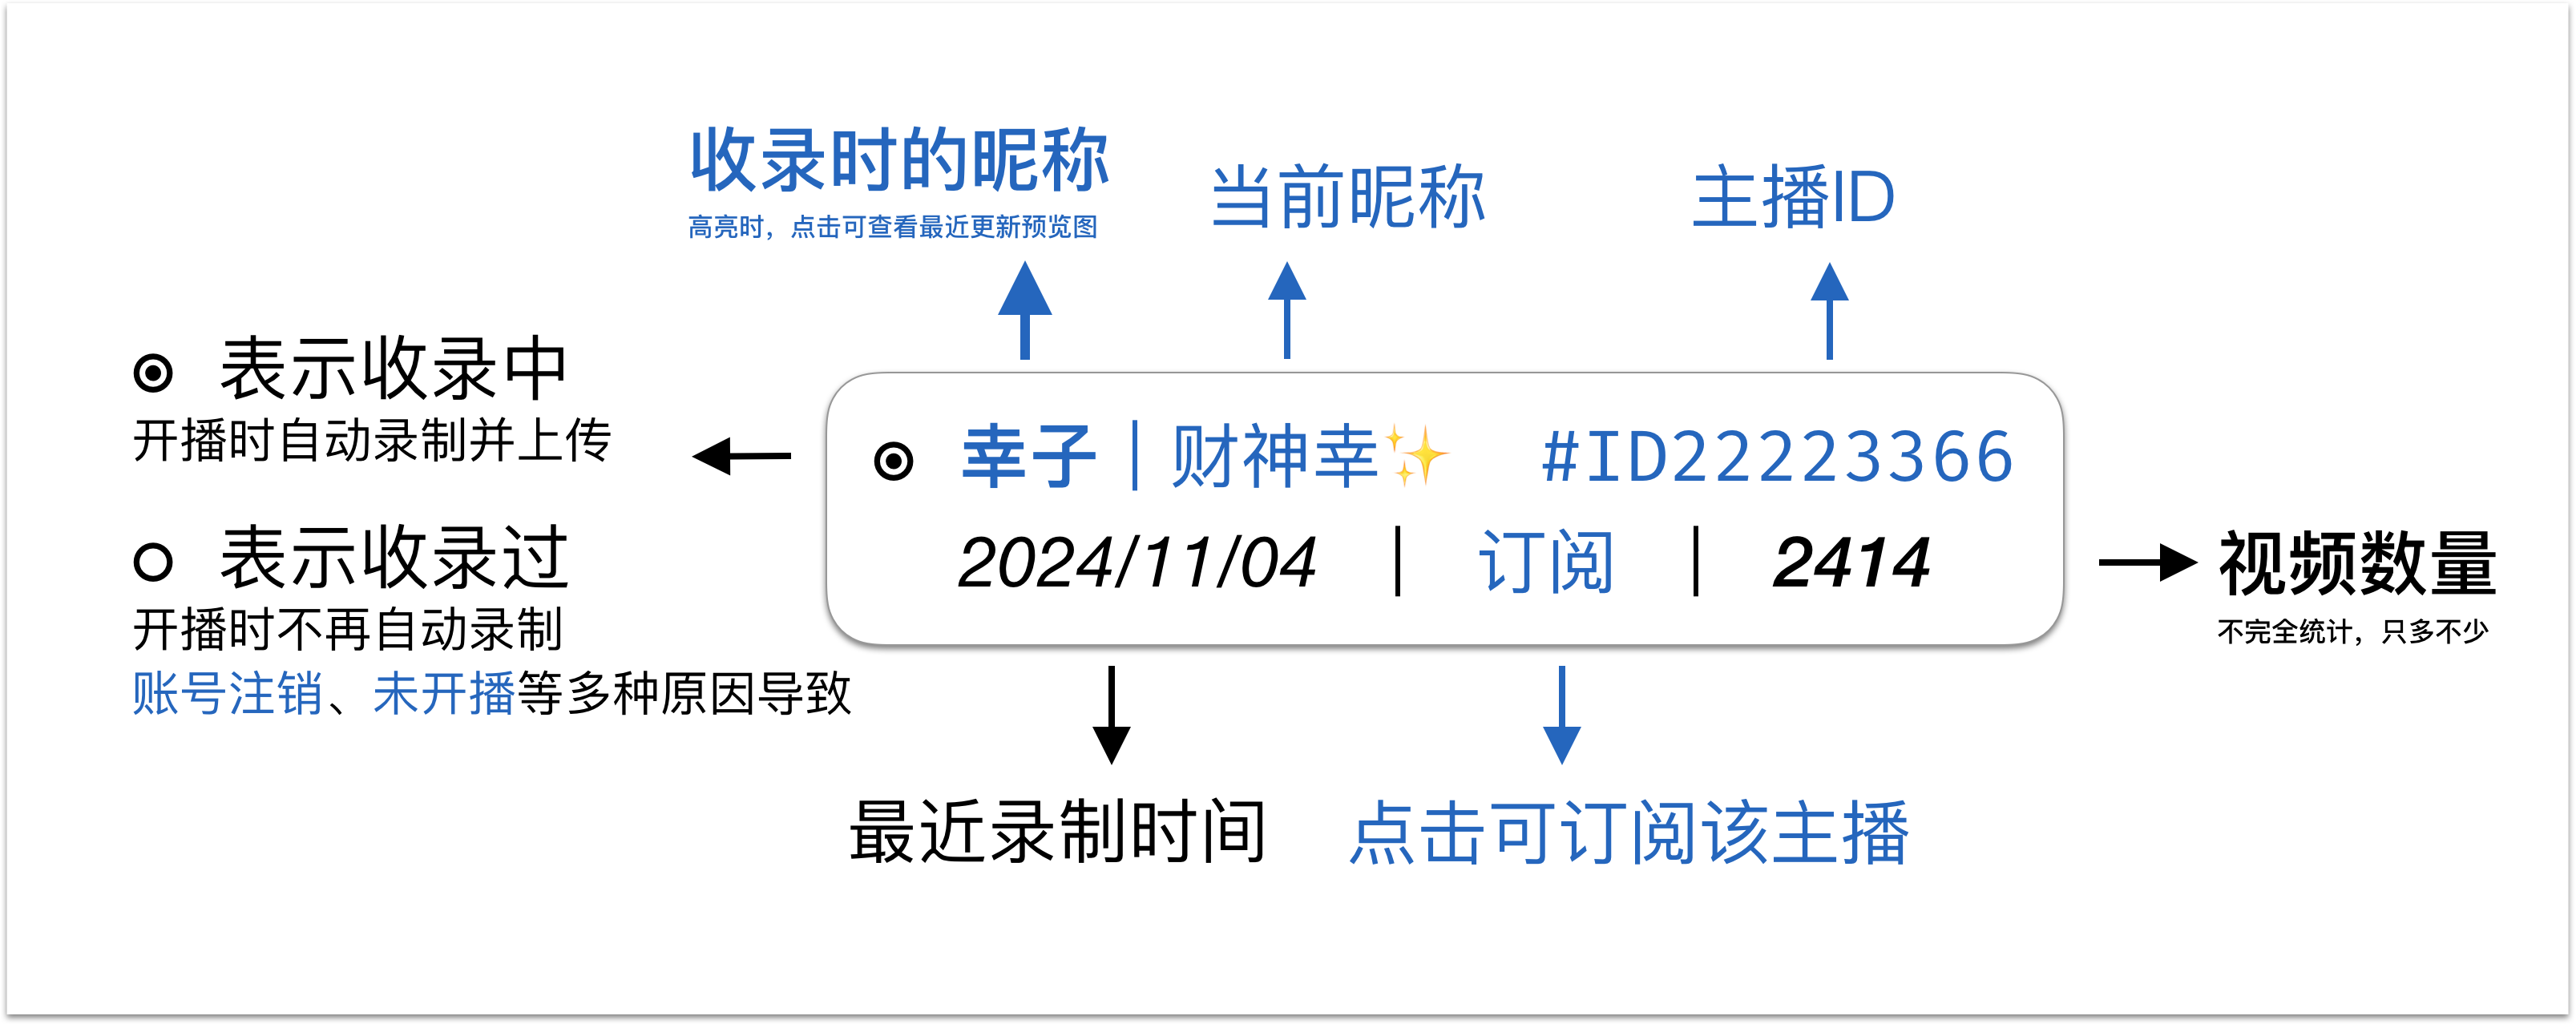 收录时的昵称
高亮时，点击可查看最近更新预览图
当前昵称
主播ID
表示收录中
开播时自动录制并上传
表示收录过
开播时不再自动录制
账号注销、未开播等多种原因导致
幸子｜财神幸✨ #ID22223366
2024/11/04 | 订阅 | 2414
视频数量
不完全统计，只多不少
最近录制时间
点击可订阅该主播